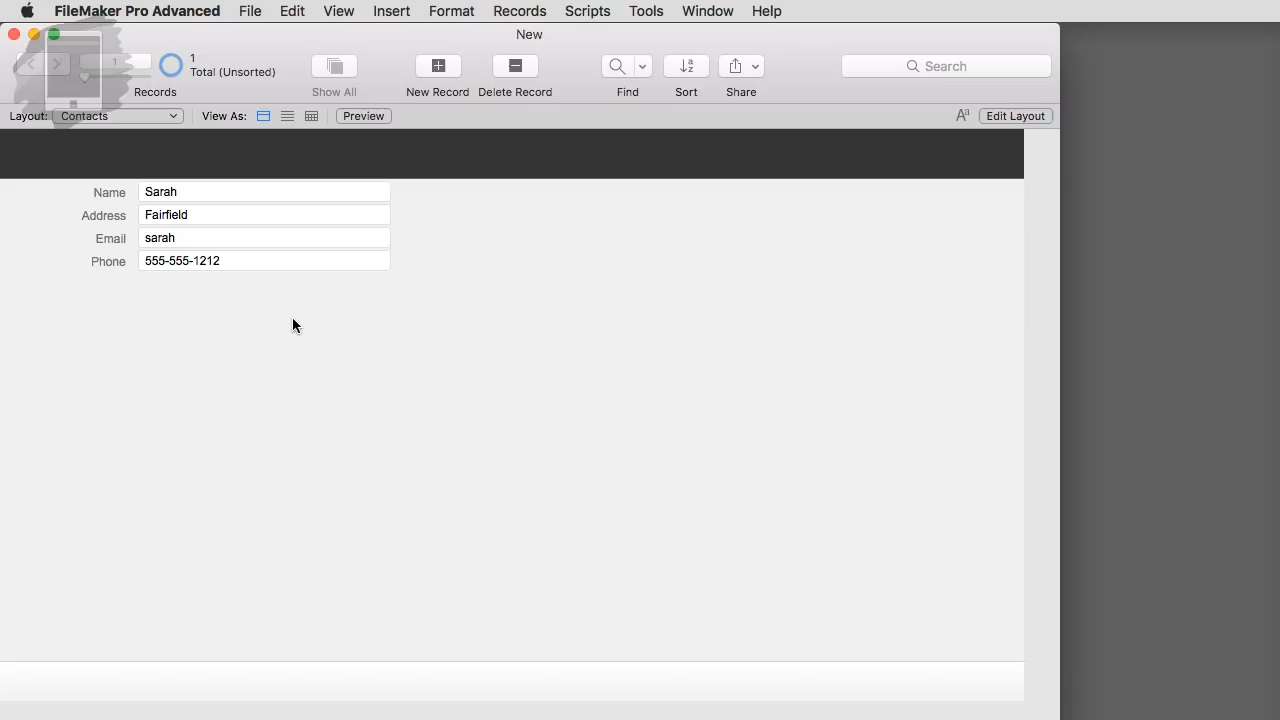 FileMaker Pro Advanced File Edit View Insert Format Records Scripts Tools Window Help
New
1
1
Total (Unsorted)
Search
Records
Show All
New Record
Delete Record
Find
Sort
Share
Layout: Contacts
View As:
Preview
Aa
Edit Layout
Name Sarah
Address Fairfield
Email sarah
Phone 555-555-1212